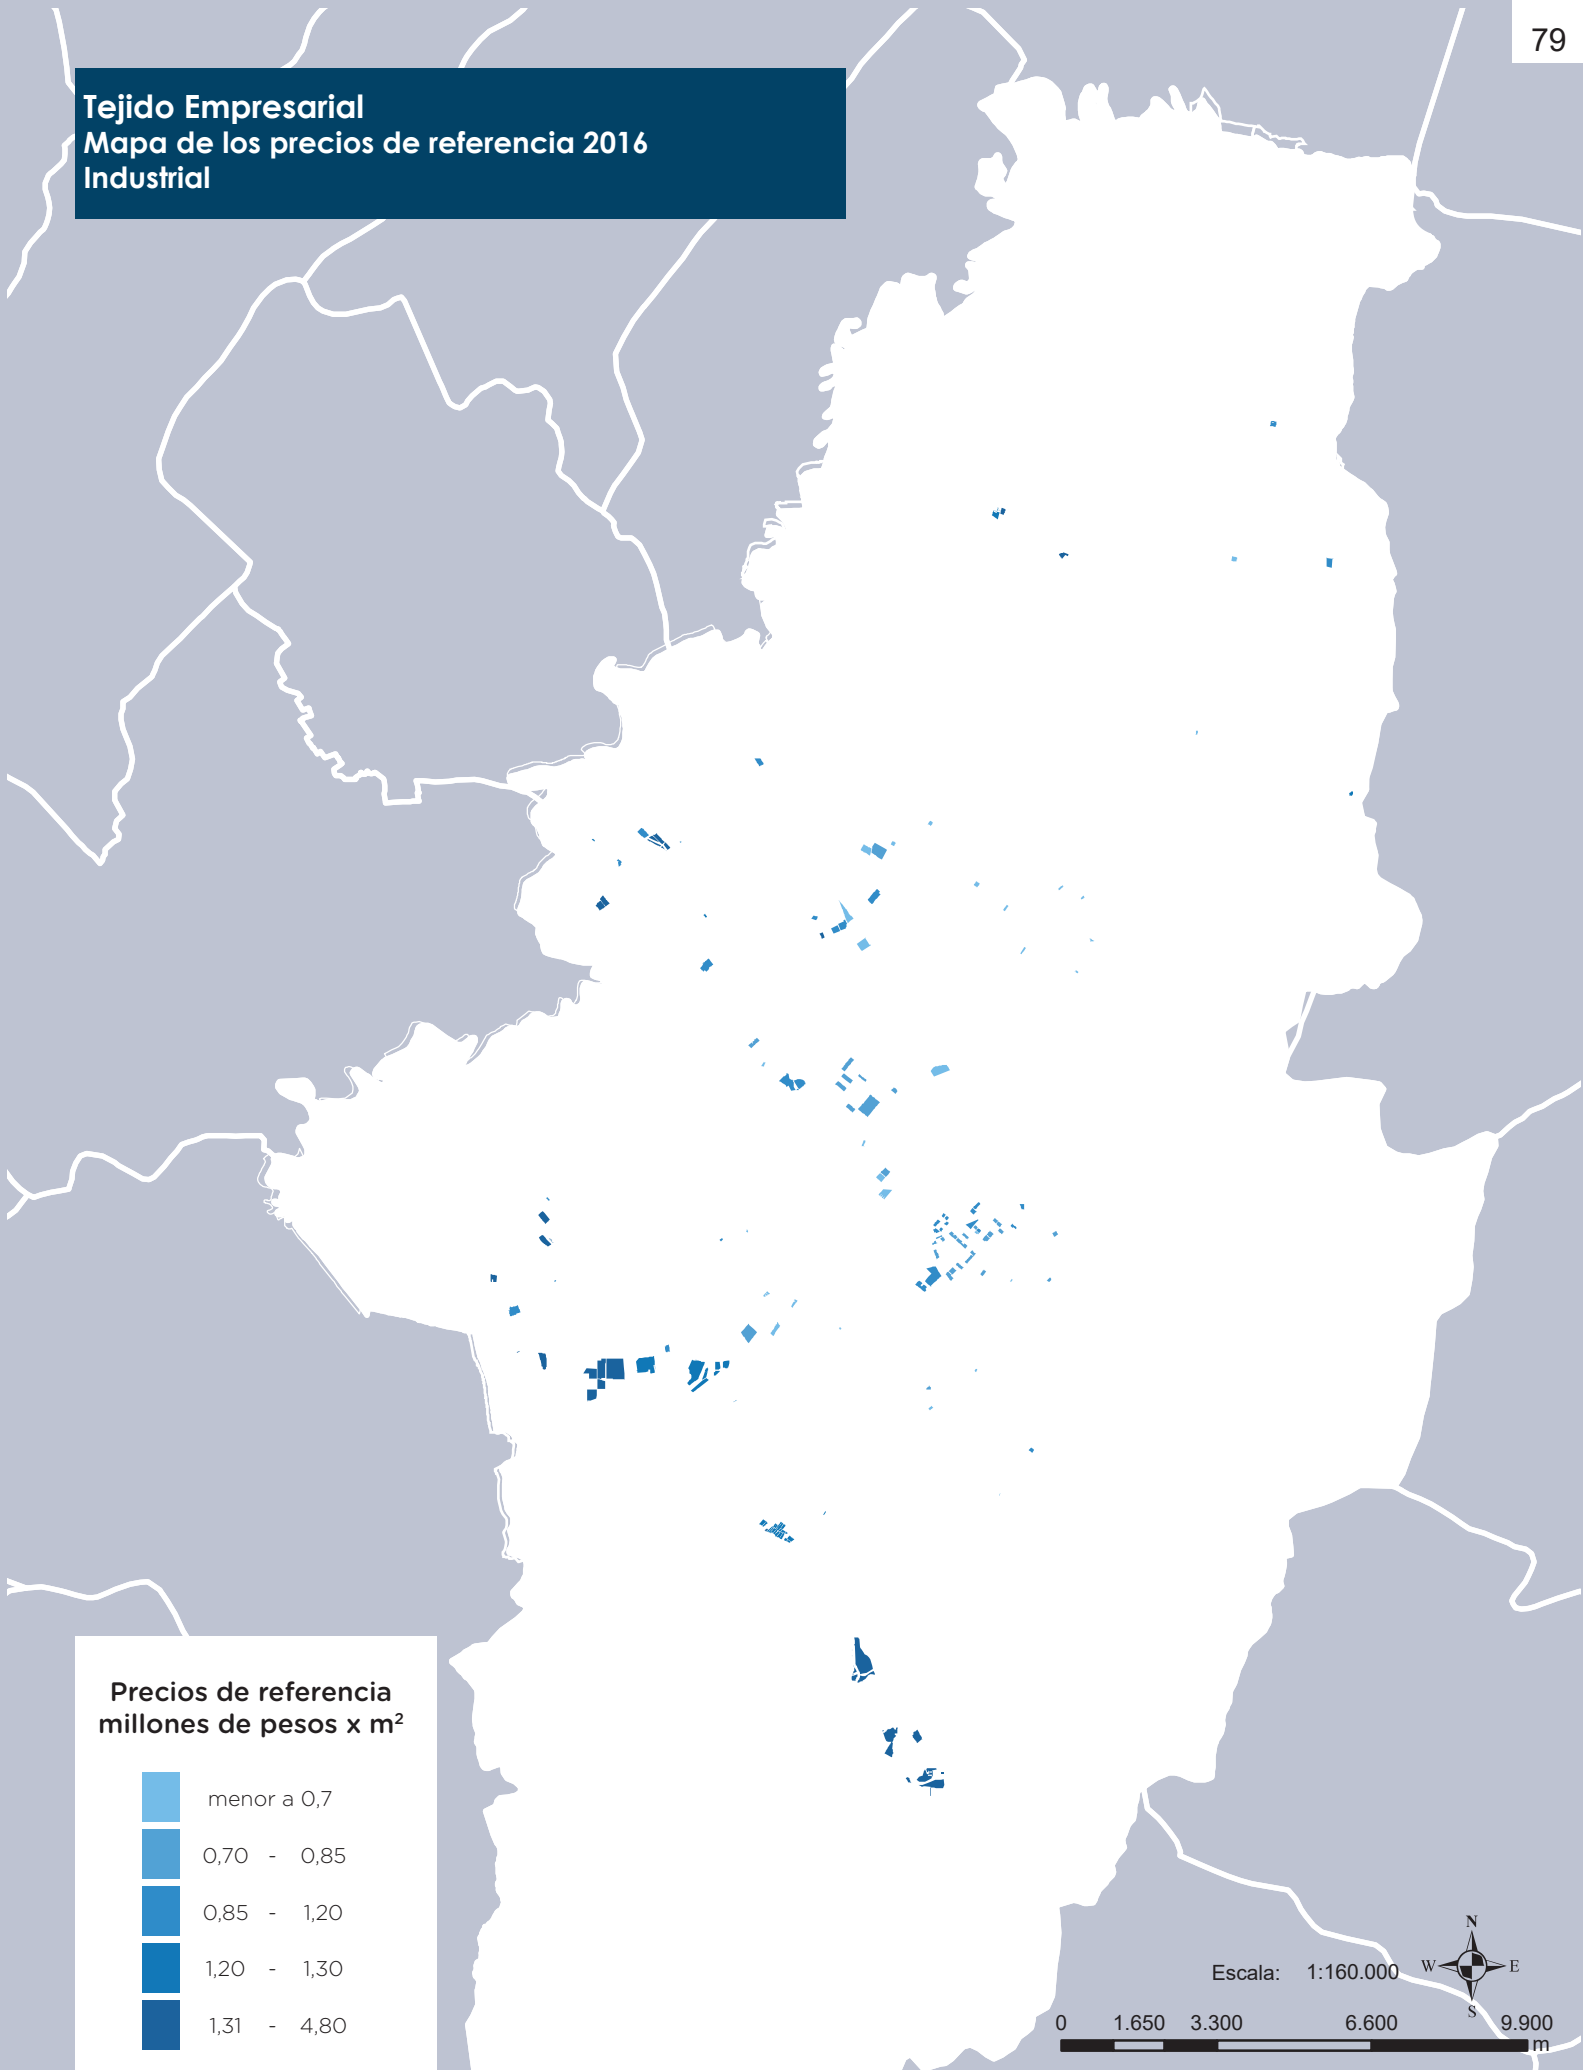 79
Tejido Empresarial
Mapa de los precios de referencia 2016
Industrial
Precios de referencia
millones de pesos x m²
menor a 0,7
0,70 - 0,85
0,85 - 1,20
1,20 - 1,30
1,31 - 4,80
Escala: 1:160.000
N
W E
S
0 1.650 3.300 6.600 9.900
m